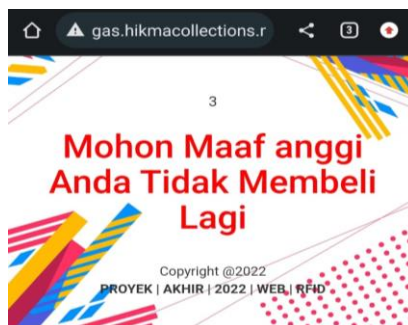 gas.hikmacollections.r
3
3
Mohon Maaf anggi
Anda Tidak Membeli
Lagi
Copyright @2022
PROYEK | AKHIR | 2022 | WEB | RFID